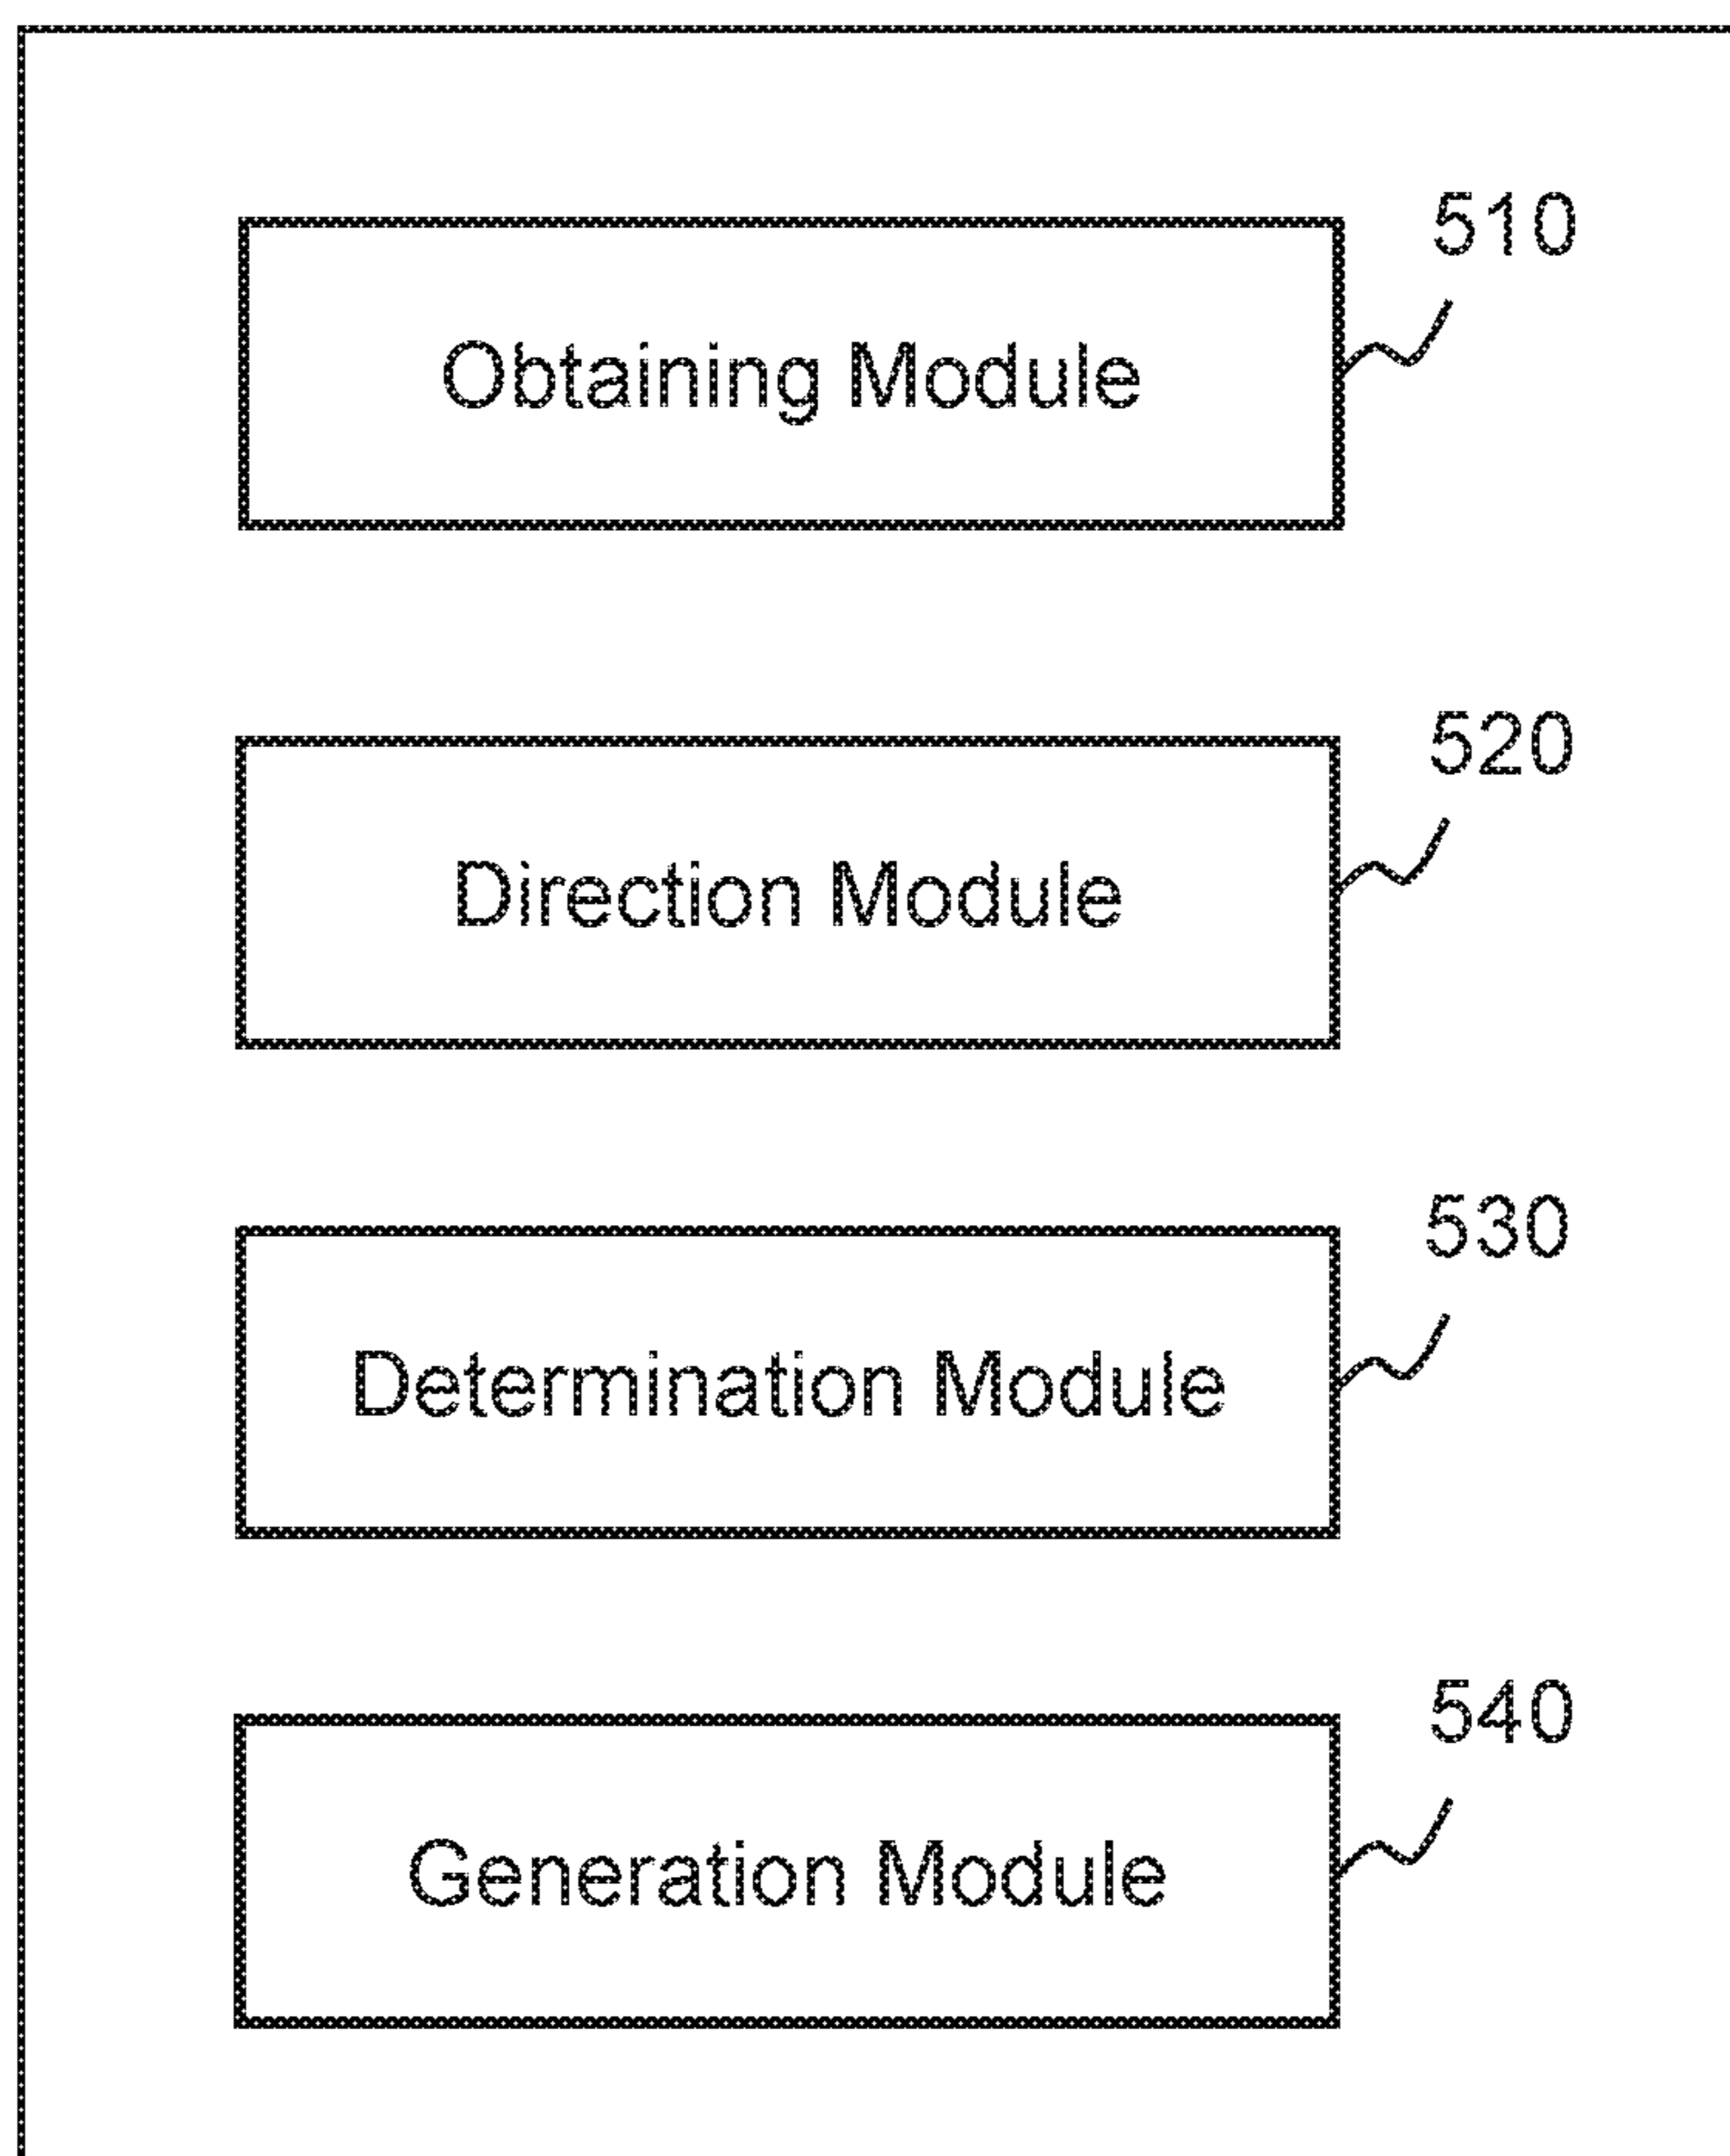 510
Obtaining Module
520
Direction Module
530
Determination Module
540
Generation Module